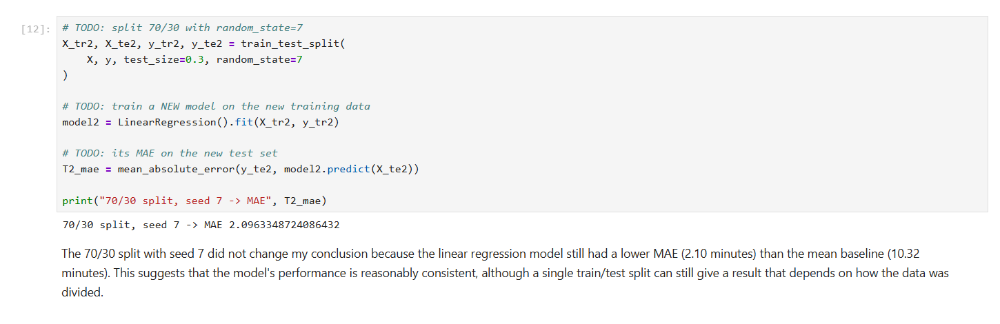 [12]:
# TODO: split 70/30 with random_state=7
X_tr2, X_te2, y_tr2, y_te2 = train_test_split(
    X, y, test_size=0.3, random_state=7
)
# TODO: train a NEW model on the new training data
model2 = LinearRegression().fit(X_tr2, y_tr2)
# TODO: its MAE on the new test set
T2_mae = mean_absolute_error(y_te2, model2.predict(X_te2))
print("70/30 split, seed 7 -> MAE", T2_mae)
70/30 split, seed 7 -> MAE 2.0963348724086432
The 70/30 split with seed 7 did not change my conclusion because the linear regression model still had a lower MAE (2.10 minutes) than the mean baseline (10.32
minutes). This suggests that the model's performance is reasonably consistent, although a single train/test split can still give a result that depends on how the data was
divided.